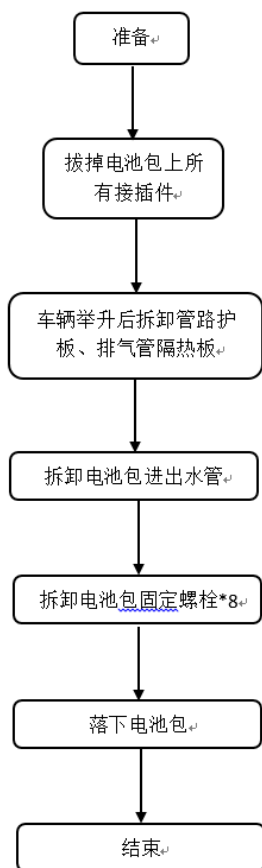 准备
拔掉电池包上所
有接插件
车辆举升后拆卸管路护
板、排气管隔热板
拆卸电池包进出水管
拆卸电池包固定螺栓*8
落下电池包
结束